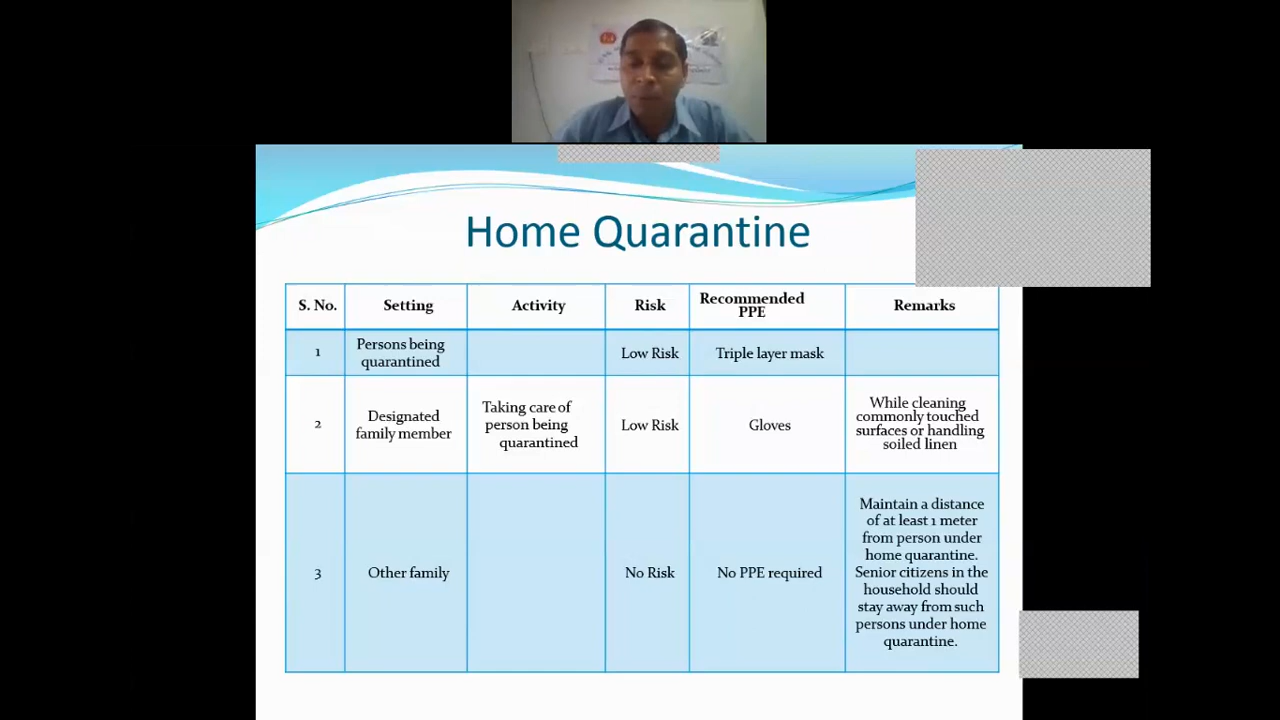 Home Quarantine
S. No.
Setting
Activity
Risk
Recommended
PPE
Remarks
1
Persons being
quarantined
Low Risk
Triple layer mask
2
Designated
family member
Taking care of
person being
quarantined
Low Risk
Gloves
While cleaning
commonly touched
surfaces or handling
soiled linen
3
Other family
No Risk
No PPE required
Maintain a distance
of at least 1 meter
from person under
home quarantine.
Senior citizens in the
household should
stay away from such
persons under home
quarantine.